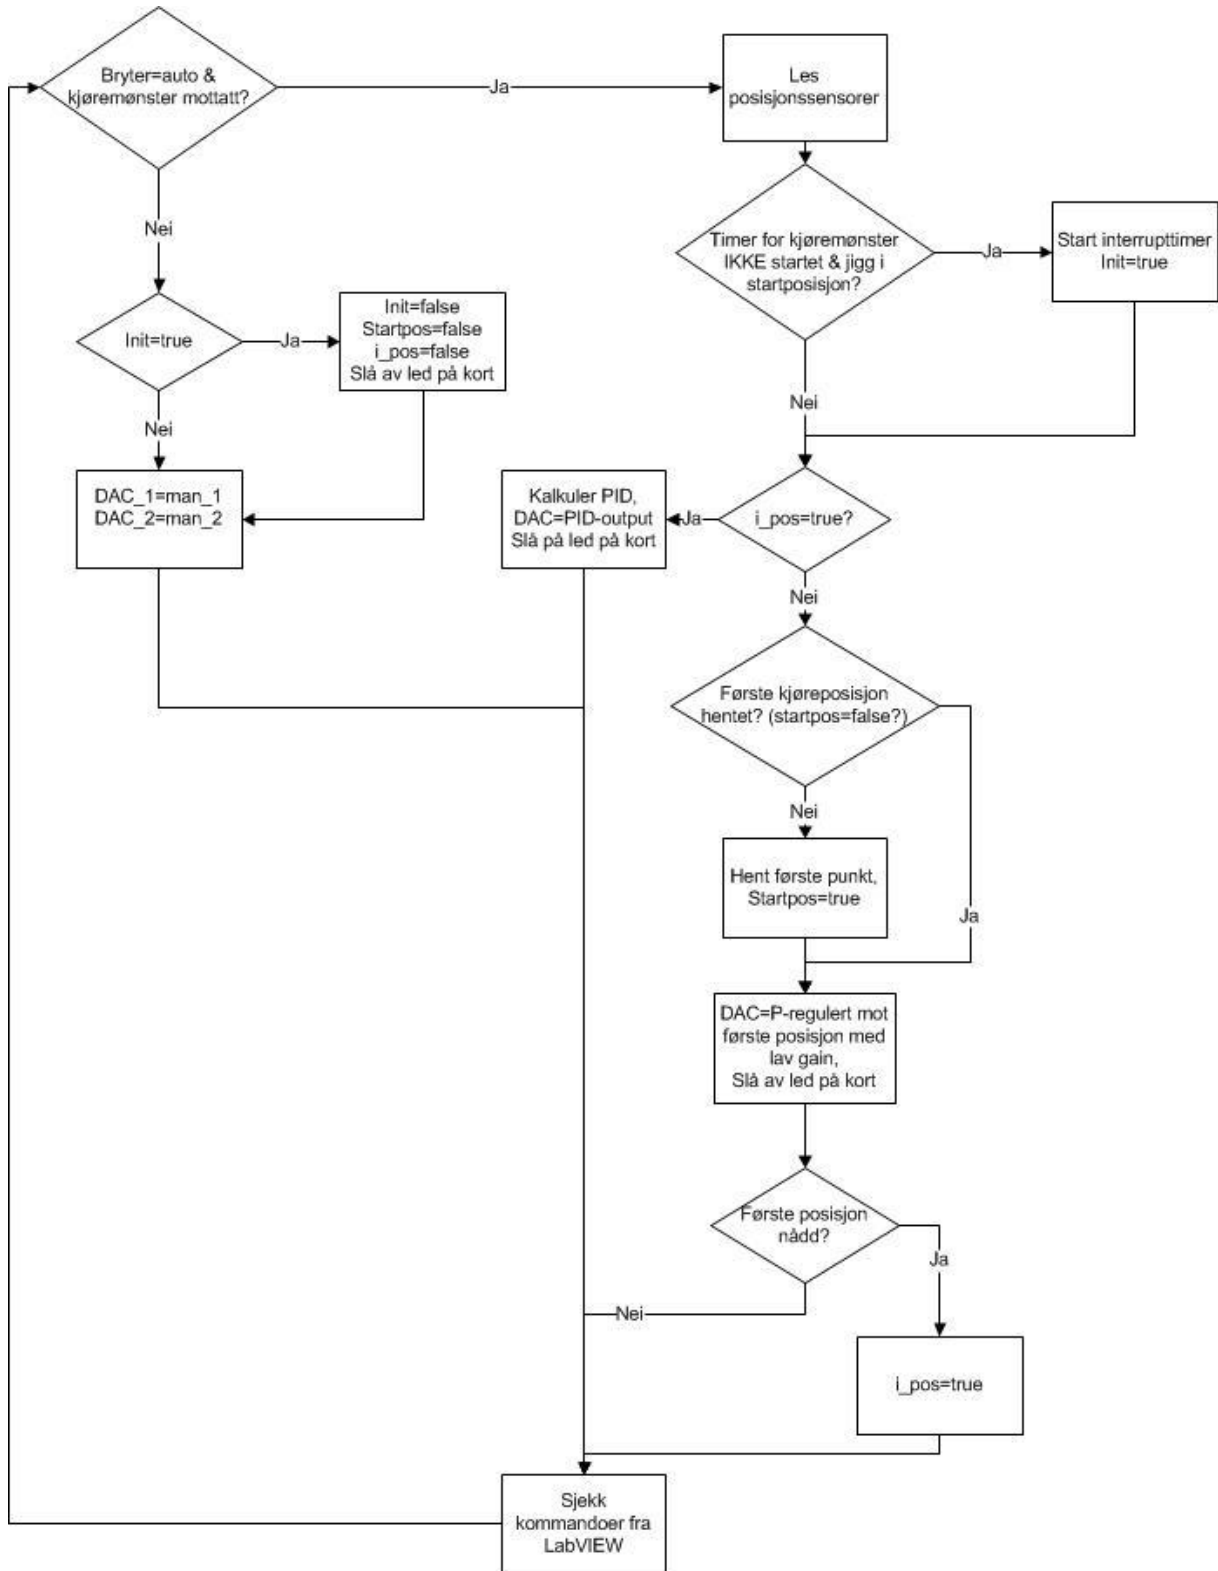 Bryter=auto &
kjøremønster mottatt?
Ja
Les
posisjonssensorer
Nei
Timer for kjøremønster
IKKE startet & jigg i
startposisjon?
Ja
Start interrupttimer
Init=true
Init=true
Ja
Init=false
Startpos=false
i_pos=false
Slå av led på kort
Nei
Nei
DAC_1=man_1
DAC_2=man_2
Kalkuler PID,
DAC=PID-output
Slå på led på kort
Ja
i_pos=true?
Nei
Første kjøreposisjon
hentet? (startpos=false?)
Nei
Hent første punkt,
Startpos=true
Ja
DAC=P-regulert mot
første posisjon med
lav gain,
Slå av led på kort
Første posisjon
nådd?
Ja
Nei
i_pos=true
Sjekk
kommandoer fra
LabVIEW